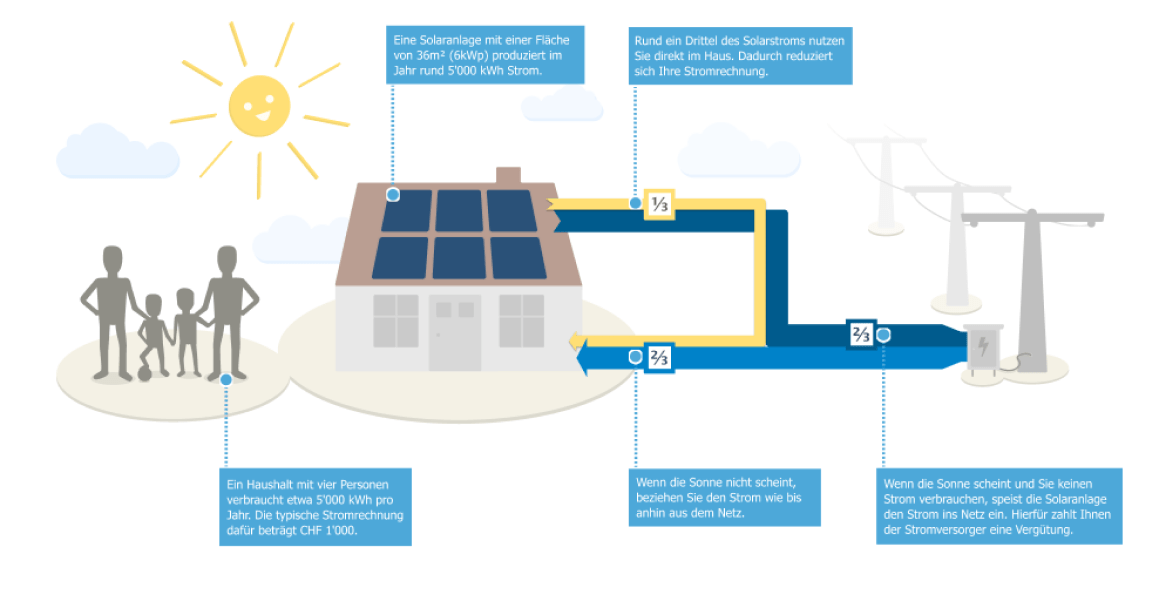 Eine Solaranlage mit einer Fläche
von 36m² (6kWp) produziert im
Jahr rund 5'000 kWh Strom.
Rund ein Drittel des Solarstroms nutzen
Sie direkt im Haus. Dadurch reduziert
sich Ihre Stromrechnung.
⅓
⅔
⅔
Ein Haushalt mit vier Personen
verbraucht etwa 5'000 kWh pro
Jahr. Die typische Stromrechnung
dafür beträgt CHF 1'000.
Wenn die Sonne nicht scheint,
beziehen Sie den Strom wie bis
anhin aus dem Netz.
Wenn die Sonne scheint und Sie keinen
Strom verbrauchen, speist die Solaranlage
den Strom ins Netz ein. Hierfür zahlt Ihnen
der Stromversorger eine Vergütung.